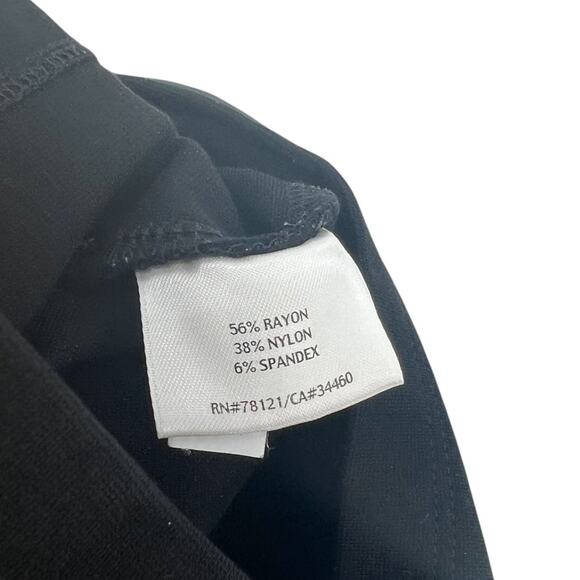 56% RAYON
38% NYLON
6% SPANDEX
RN#78121/CA#34460